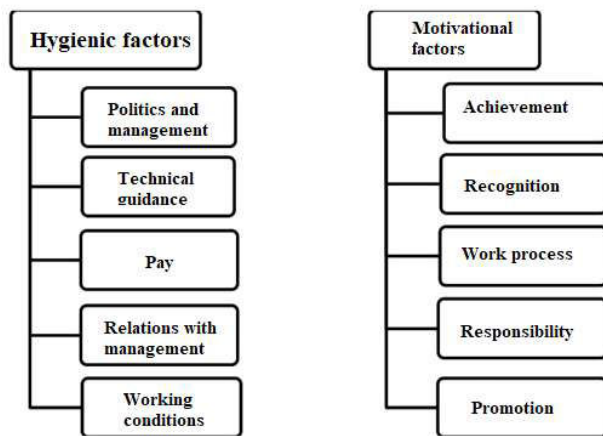 Hygienic factors
Politics and
management
Technical
guidance
Pay
Relations with
management
Working
conditions
Motivational
factors
Achievement
Recognition
Work process
Responsibility
Promotion